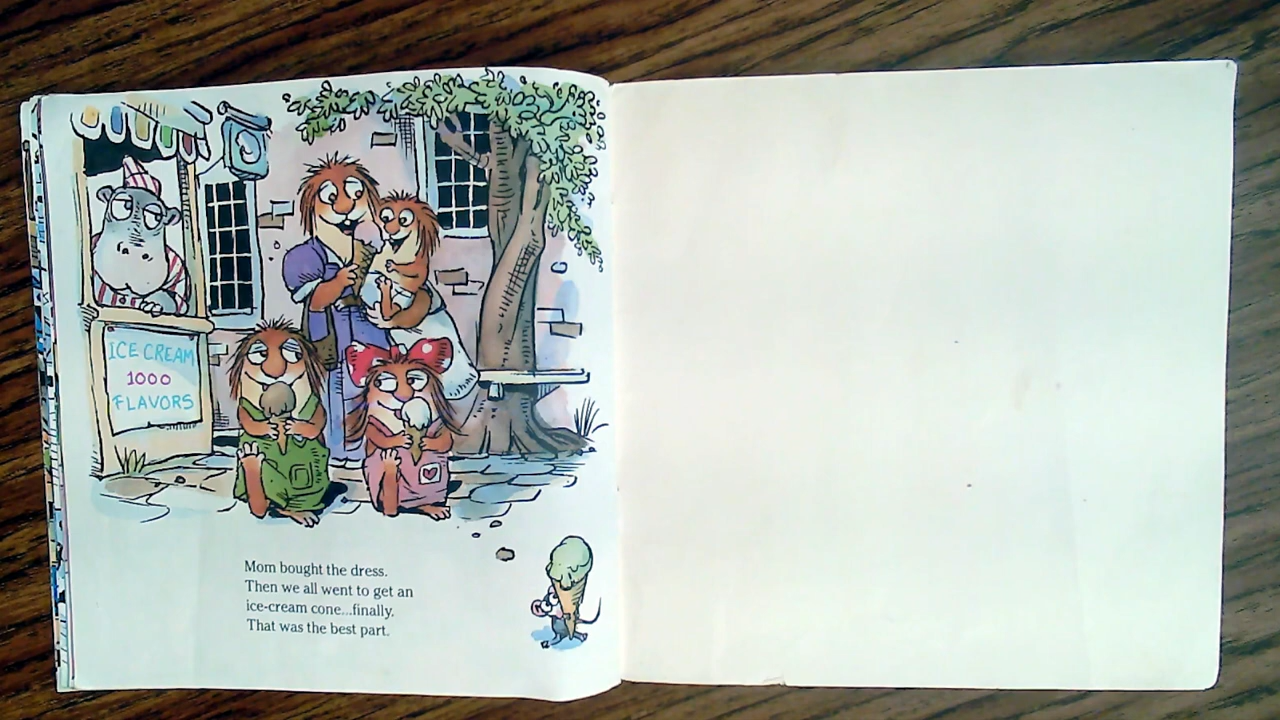 ICE CREAM
1000
FLAVORS
Mom bought the dress.
Then we all went to get an
ice-cream cone...finally.
That was the best part.